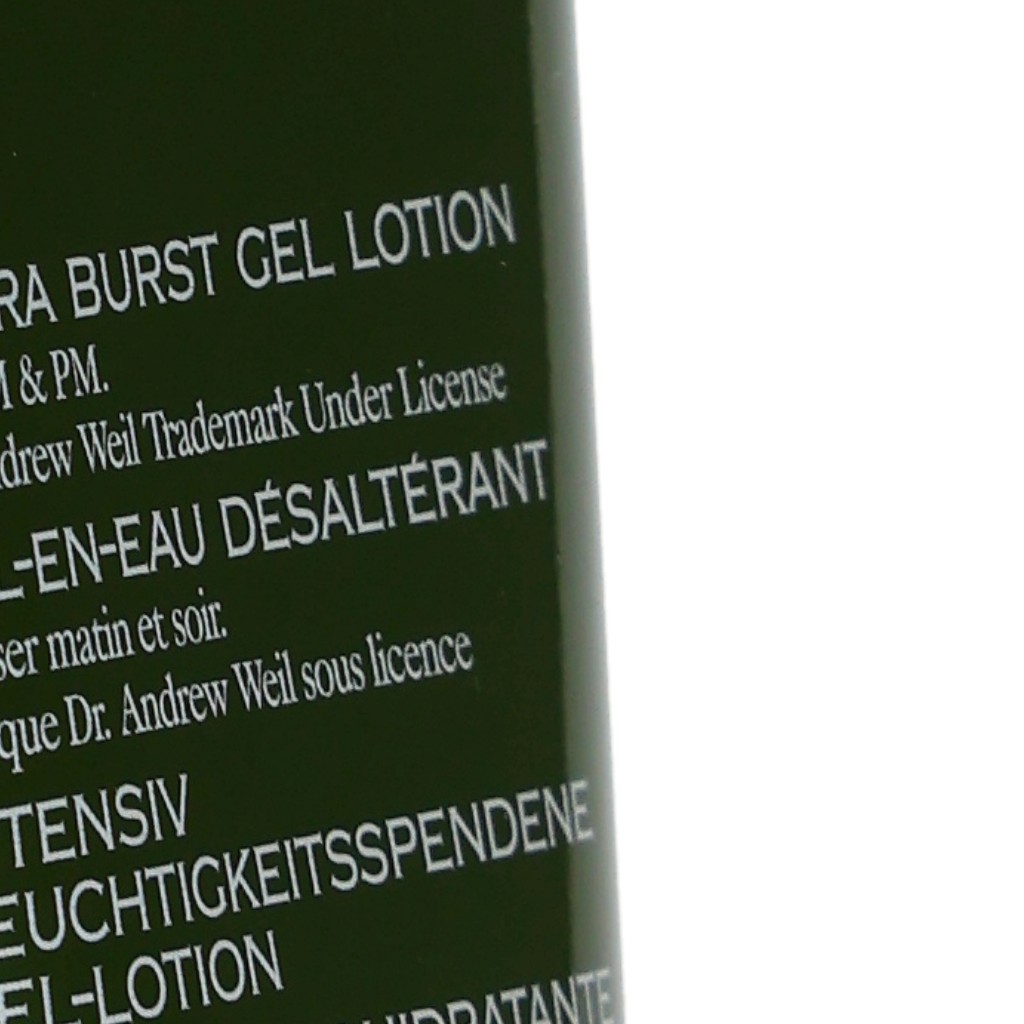 RA BURST GEL LOTION
M & PM.
drew Weil Trademark Under License
L-EN-EAU DÉSALTÉRANT
ser matin et soir.
que Dr. Andrew Weil sous licence
TENSIV
EUCHTIGKEITSSPENDENE
EL-LOTION
HIDRATANTE